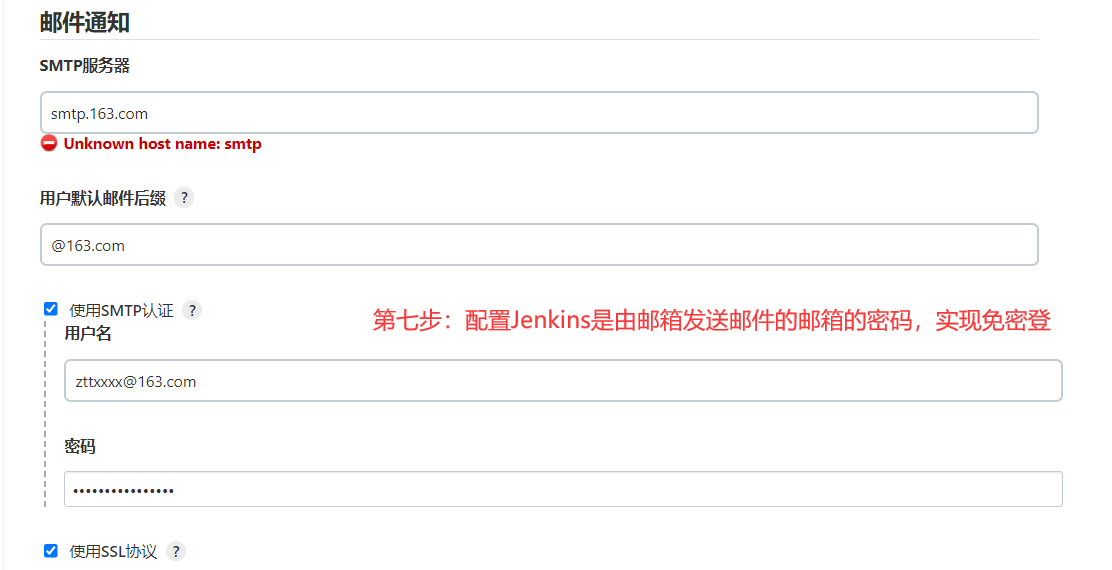 邮件通知
SMTP服务器
smtp.163.com
Unknown host name: smtp
用户默认邮件后缀 ?
@163.com
使用SMTP认证 ?
第七步：配置Jenkins是由邮箱发送邮件的邮箱的密码，实现免密登
用户名
zttxxxx@163.com
密码
••••••••••••••••
使用SSL协议 ?